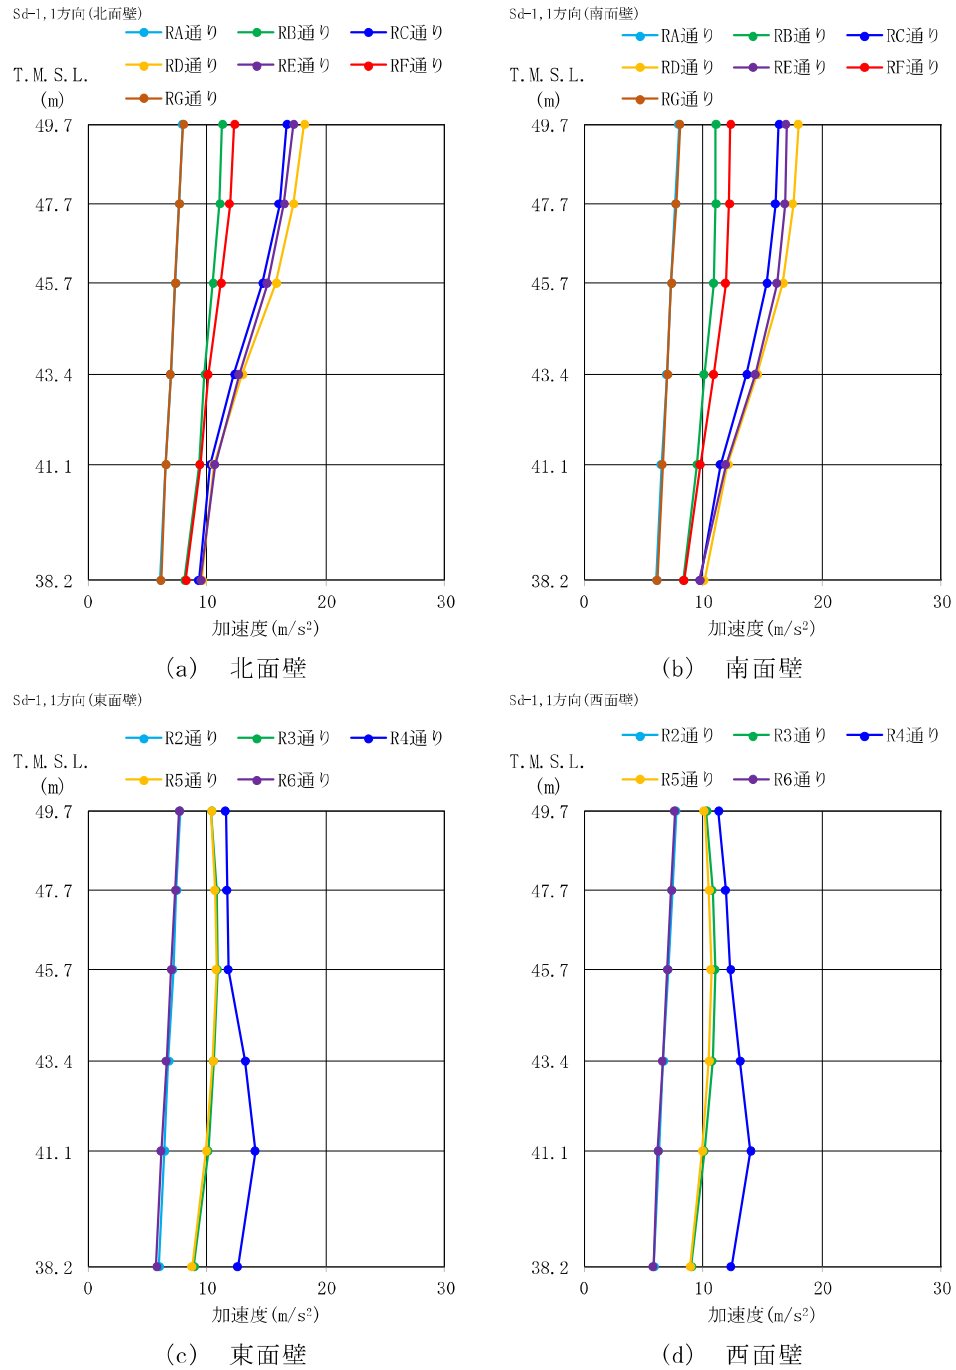 Sd-1,1方向(北面壁)
RA通り RB通り RC通り
RD通り RE通り RF通り
RG通り
T.M.S.L.
(m)
49.7
47.7
45.7
43.4
41.1
38.2
0 10 20 30
加速度(m/s²)
(a) 北面壁
Sd-1,1方向(南面壁)
RA通り RB通り RC通り
RD通り RE通り RF通り
RG通り
T.M.S.L.
(m)
49.7
47.7
45.7
43.4
41.1
38.2
0 10 20 30
加速度(m/s²)
(b) 南面壁
Sd-1,1方向(東面壁)
R2通り R3通り R4通り
R5通り R6通り
T.M.S.L.
(m)
49.7
47.7
45.7
43.4
41.1
38.2
0 10 20 30
加速度(m/s²)
(c) 東面壁
Sd-1,1方向(西面壁)
R2通り R3通り R4通り
R5通り R6通り
T.M.S.L.
(m)
49.7
47.7
45.7
43.4
41.1
38.2
0 10 20 30
加速度(m/s²)
(d) 西面壁